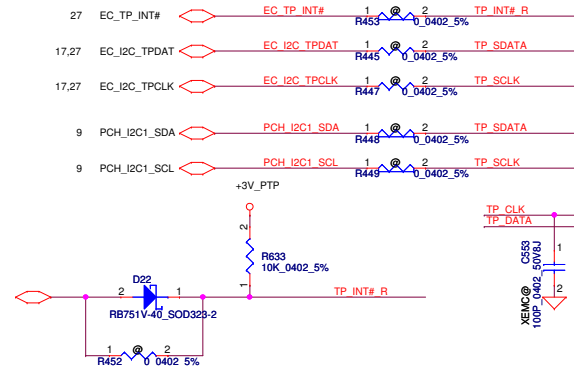 27 EC_TP_INT# EC_TP_INT# 1 @ 2 TP_INT#_R
R453 0_0402_5%
17,27 EC_I2C_TPDAT EC_I2C_TPDAT 1 @ 2 TP_SDATA
R445 0_0402_5%
17,27 EC_I2C_TPCLK EC_I2C_TPCLK 1 @ 2 TP_SCLK
R447 0_0402_5%
9 PCH_I2C1_SDA PCH_I2C1_SDA 1 @ 2 TP_SDATA
R448 0_0402_5%
9 PCH_I2C1_SCL PCH_I2C1_SCL 1 @ 2 TP_SCLK
R449 0_0402_5%
+3V_PTP
2
R633
10K_0402_5%
1
D22
2 1
RB751V-40_SOD323-2
TP_INT#_R
1 @ 2
R452 0_0402_5%
TP_CLK
TP_DATA
1
C553
2
XEMC@
100P_0402_50V8J